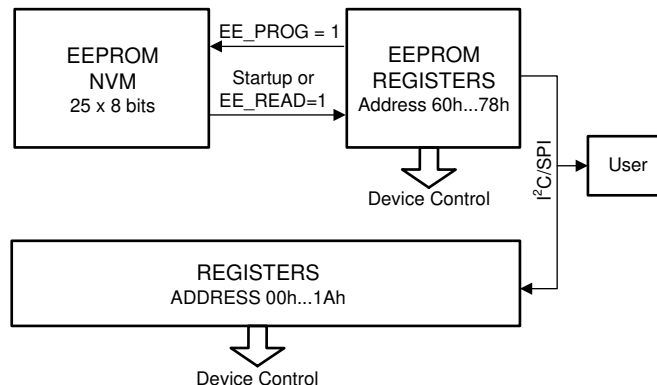 EEPROM
NVM
25 x 8 bits
EE_PROG = 1
Startup or
EE_READ=1
EEPROM
REGISTERS
Address 60h...78h
Device Control
I²C/SPI
User
REGISTERS
ADDRESS 00h...1Ah
Device Control